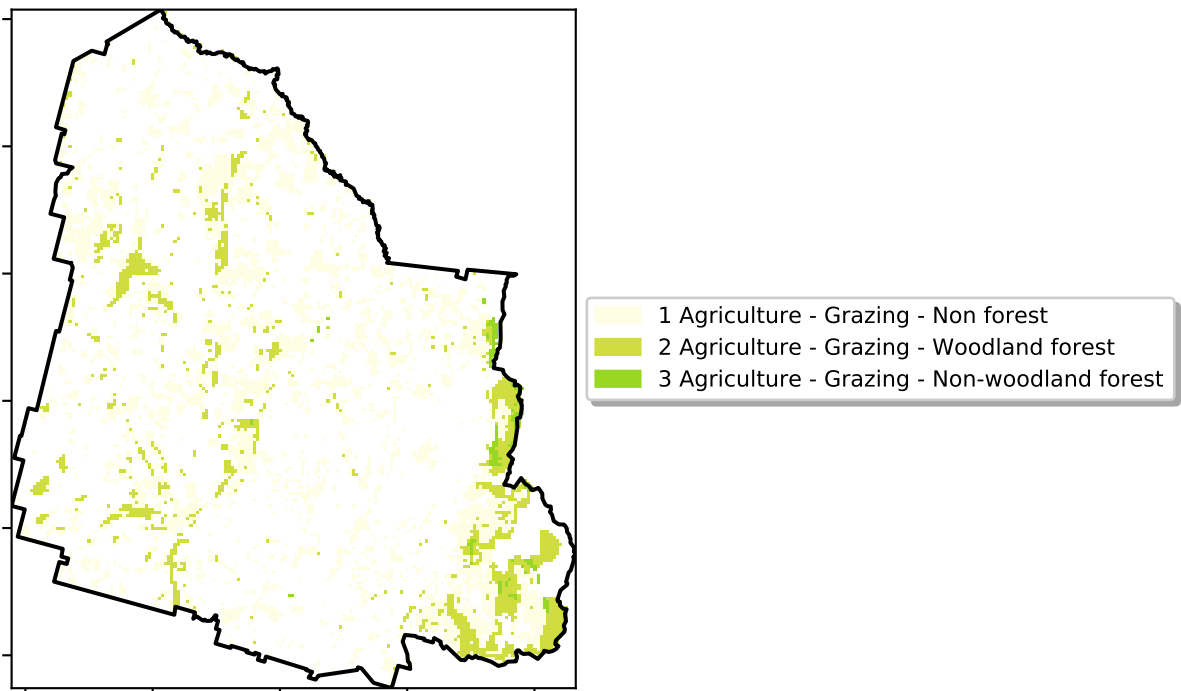 1 Agriculture - Grazing - Non forest
2 Agriculture - Grazing - Woodland forest
3 Agriculture - Grazing - Non-woodland forest